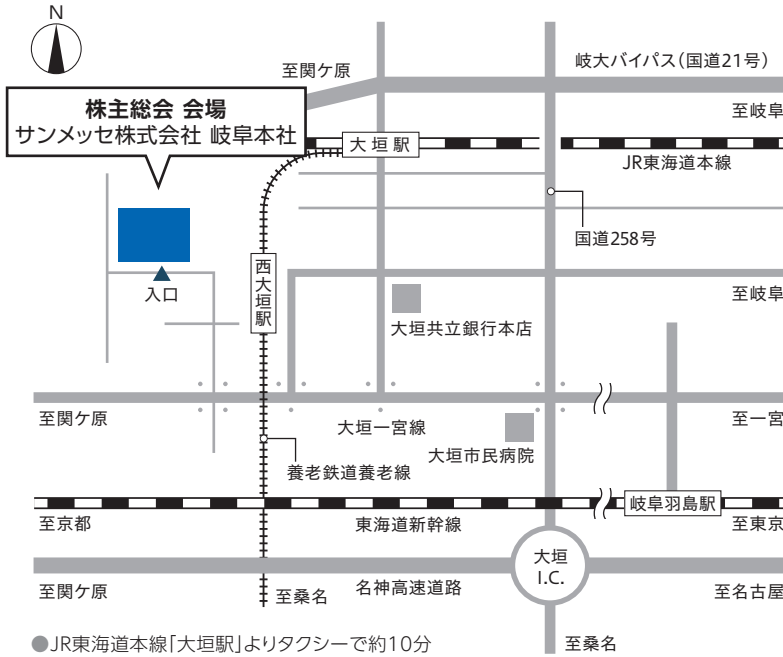 N
岐大バイパス(国道21号)
至関ケ原
株主総会 会場
サンメッセ株式会社 岐阜本社
至岐阜
大垣駅
JR東海道本線
国道258号
西大垣駅
入口
至岐阜
大垣共立銀行本店
至関ケ原
大垣一宮線
至一宮
大垣市民病院
養老鉄道養老線
岐阜羽島駅
至京都
東海道新幹線
至東京
大垣
I.C.
至関ケ原
至桑名
名神高速道路
至名古屋
●JR東海道本線「大垣駅」よりタクシーで約10分
至桑名